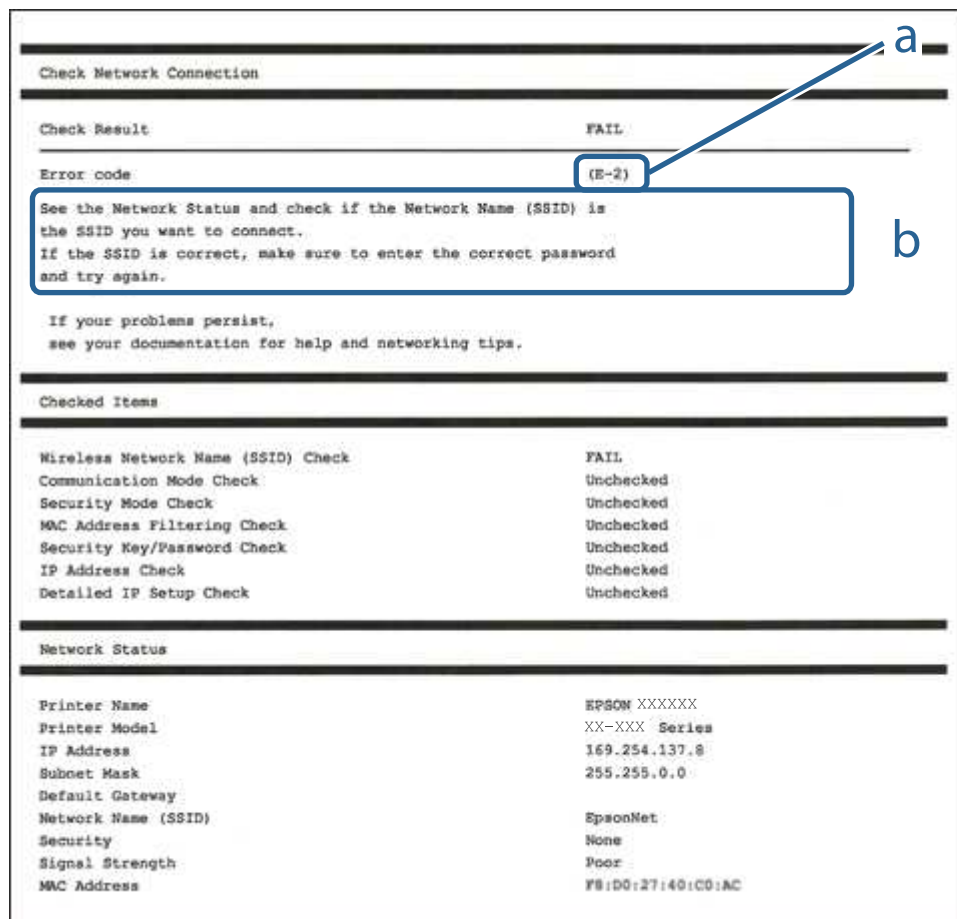 a
Check Network Connection
Check Result FAIL
Error code (E-2)
See the Network Status and check if the Network Name (SSID) is
the SSID you want to connect.
If the SSID is correct, make sure to enter the correct password
and try again.
b
If your problems persist,
see your documentation for help and networking tips.
Checked Items
Wireless Network Name (SSID) Check FAIL
Communication Mode Check Unchecked
Security Mode Check Unchecked
MAC Address Filtering Check Unchecked
Security Key/Password Check Unchecked
IP Address Check Unchecked
Detailed IP Setup Check Unchecked
Network Status
Printer Name EPSON XXXXXX
Printer Model XX-XXX Series
IP Address 169.254.137.8
Subnet Mask 255.255.0.0
Default Gateway
Network Name (SSID) EpsonNet
Security None
Signal Strength Poor
MAC Address F8:D0:27:40:C0:AC